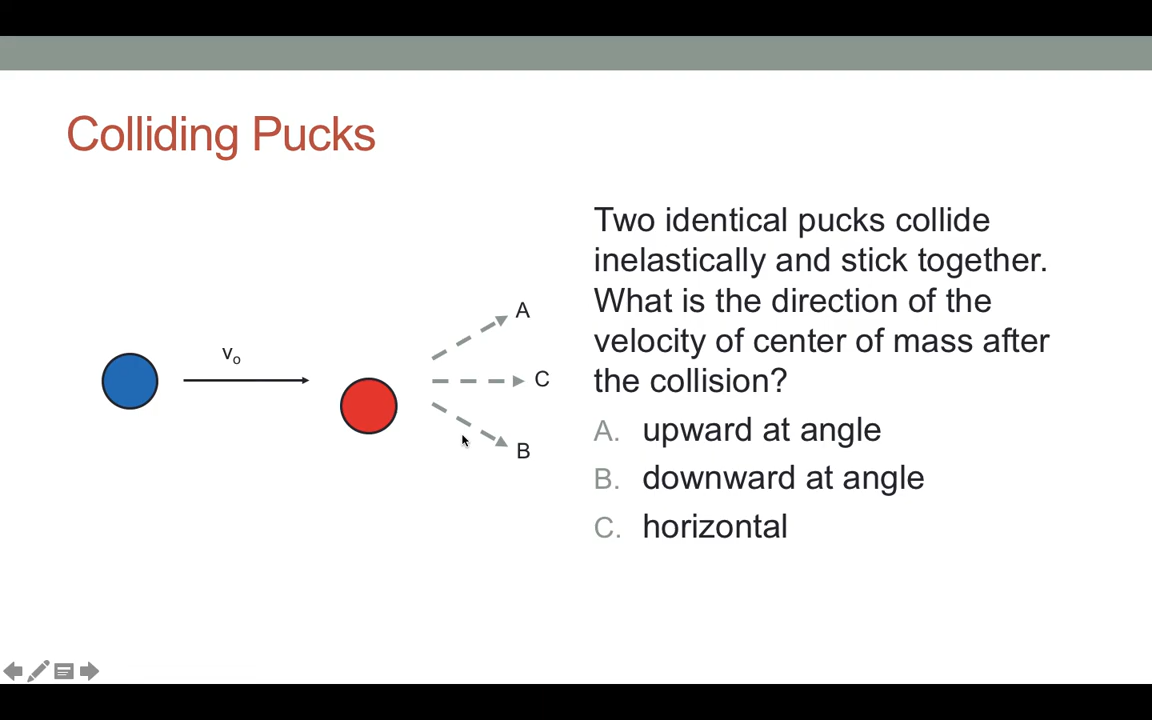 Colliding Pucks
Two identical pucks collide
inelastically and stick together.
What is the direction of the
velocity of center of mass after
the collision?
A. upward at angle
B. downward at angle
C. horizontal
vo
A
C
B